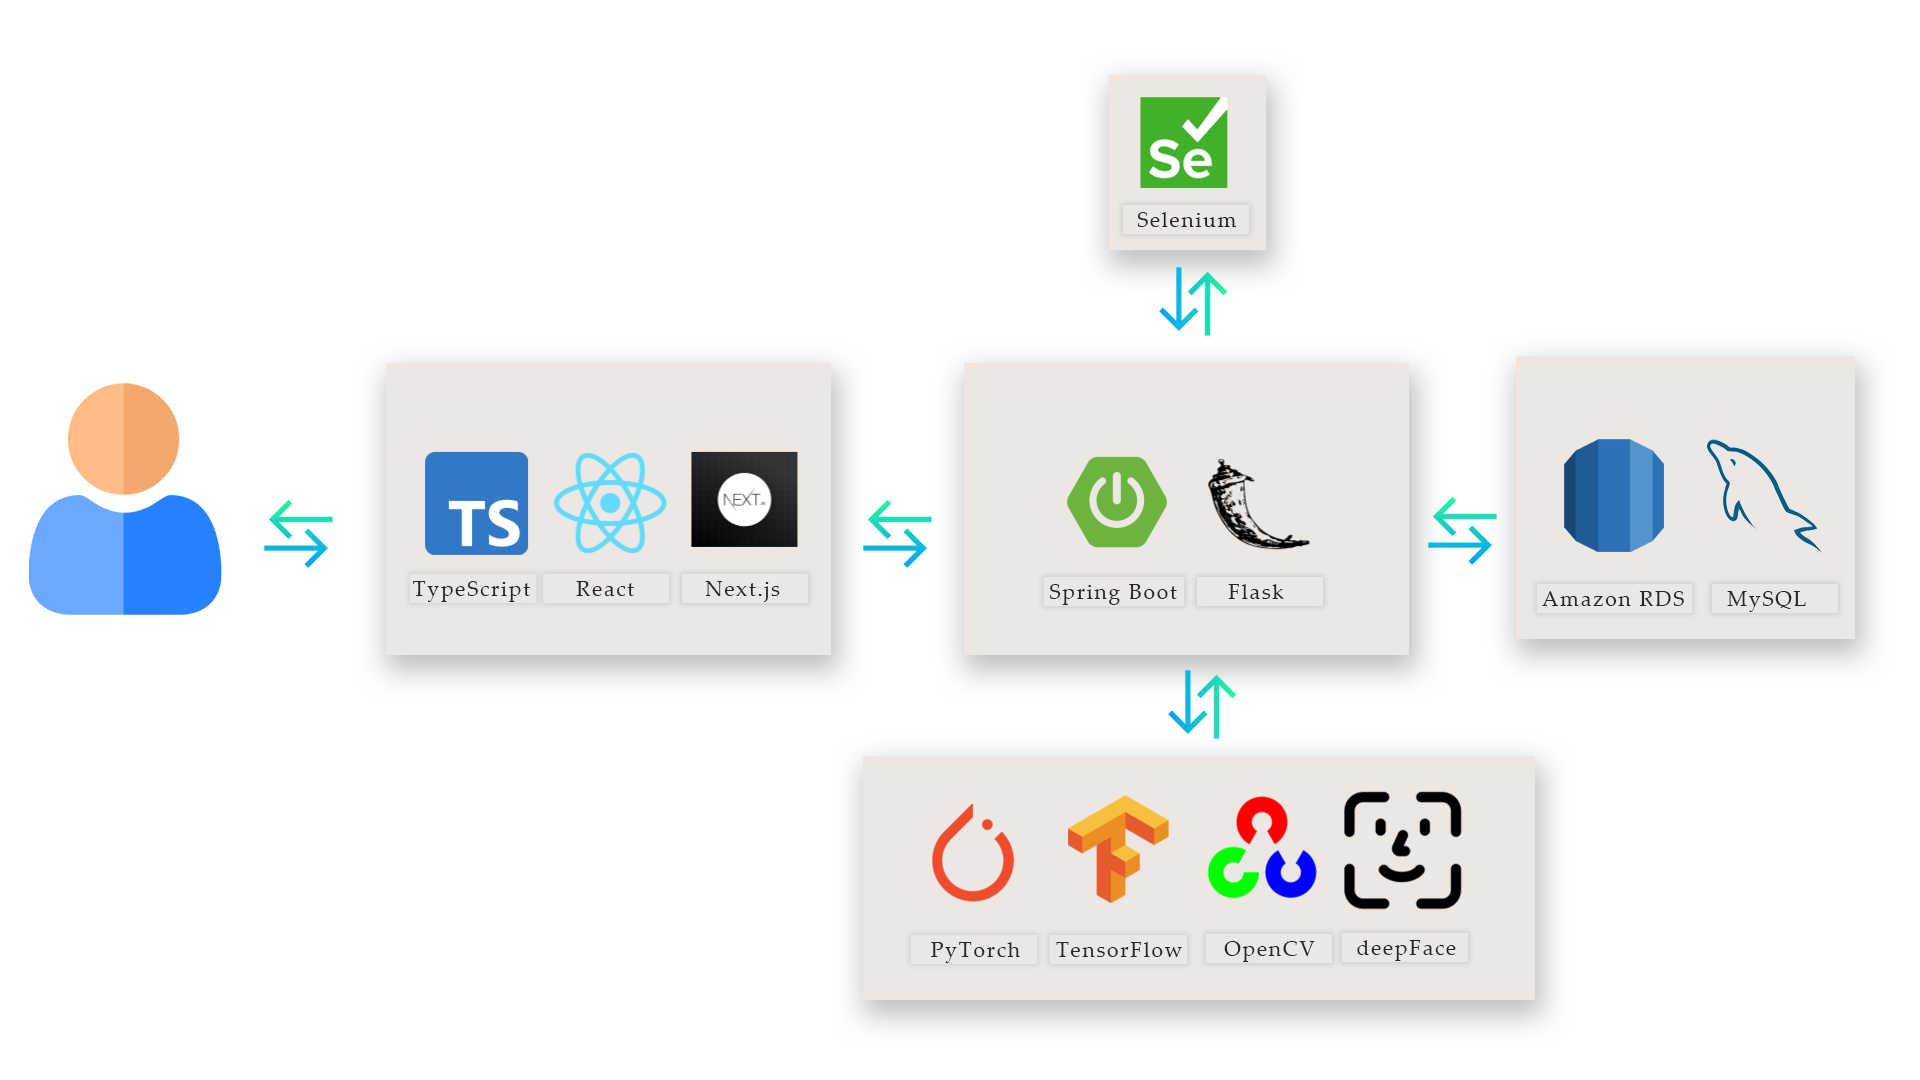 Se
Selenium
TS
NEXT.JS
TypeScript
React
Next.js
Spring Boot
Flask
Amazon RDS
MySQL
PyTorch
TensorFlow
OpenCV
deepFace